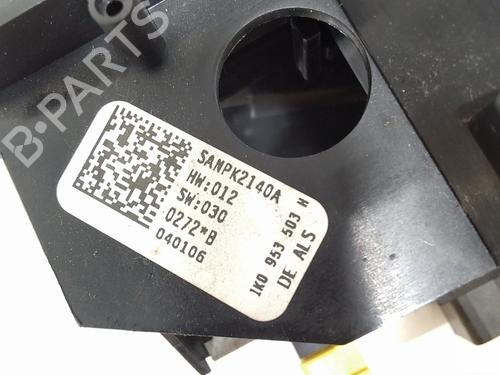 B-PARTS
SANPK2140A
HW:012
SW:030
0272*B
040106
1K0 953 503 H
DE ALS